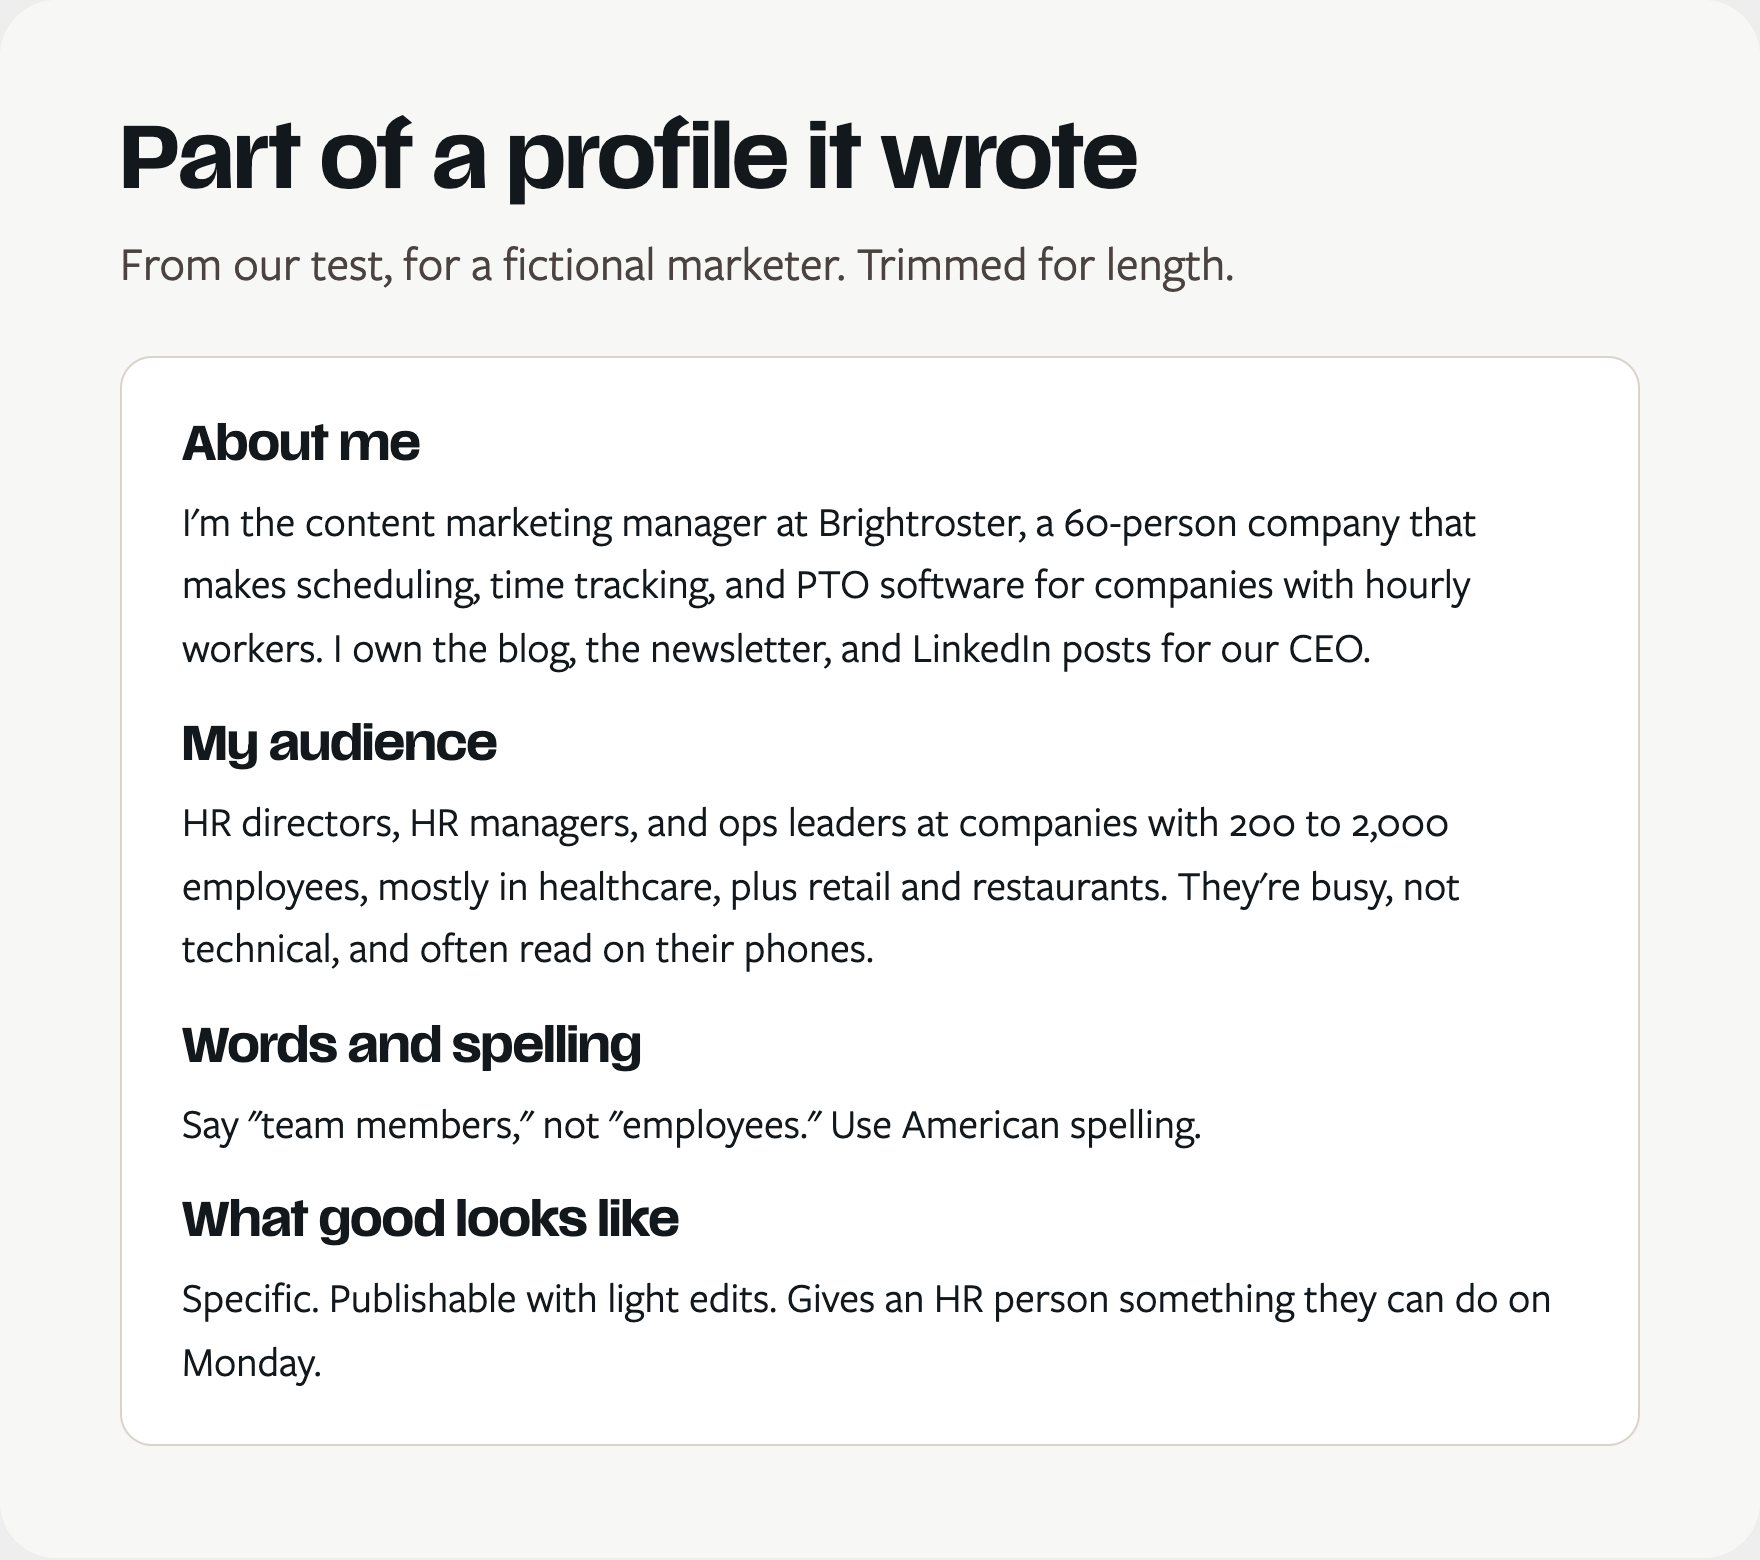 Part of a profile it wrote
From our test, for a fictional marketer. Trimmed for length.
About me
I'm the content marketing manager at Brightroster, a 60-person company that
makes scheduling, time tracking, and PTO software for companies with hourly
workers. I own the blog, the newsletter, and LinkedIn posts for our CEO.
My audience
HR directors, HR managers, and ops leaders at companies with 200 to 2,000
employees, mostly in healthcare, plus retail and restaurants. They're busy, not
technical, and often read on their phones.
Words and spelling
Say "team members," not "employees." Use American spelling.
What good looks like
Specific. Publishable with light edits. Gives an HR person something they can do on
Monday.